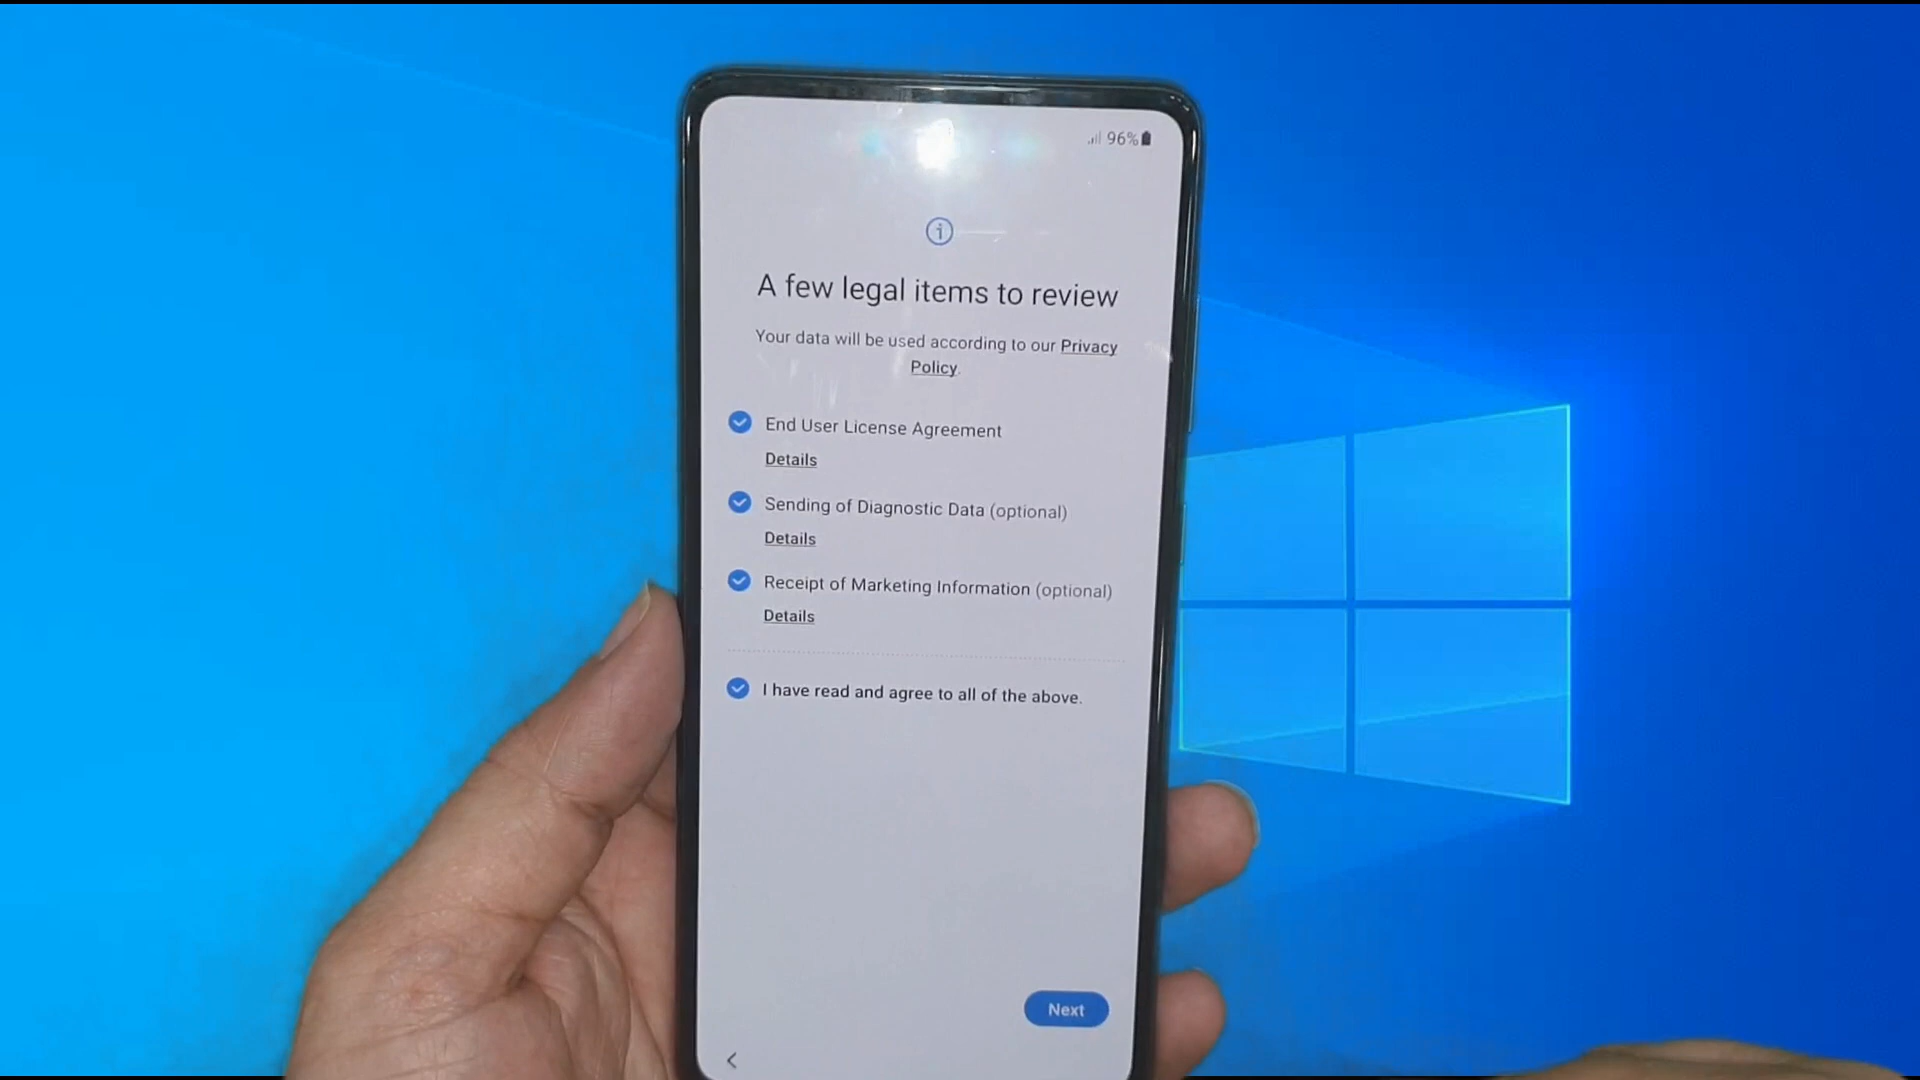 96%
A few legal items to review
Your data will be used according to our Privacy
Policy.
End User License Agreement
Details
Sending of Diagnostic Data (optional)
Details
Receipt of Marketing Information (optional)
Details
I have read and agree to all of the above.
Next